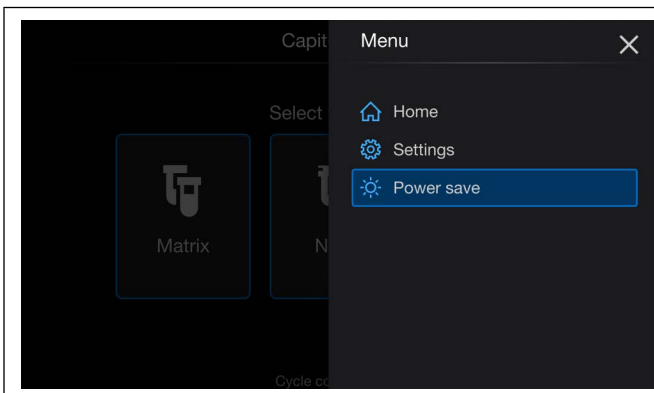 Capit
Menu
Select
Home
Settings
Power save
Matrix
N
Cycle co